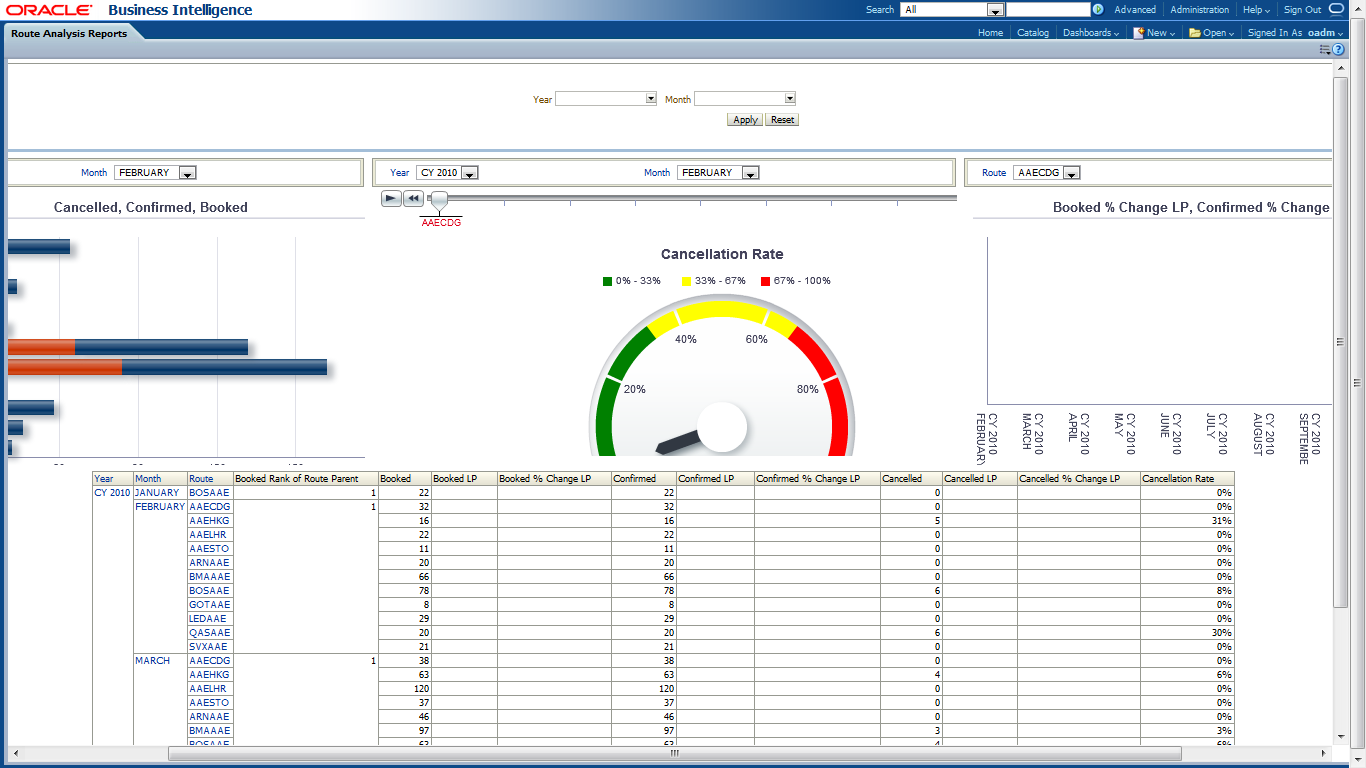 ORACLE Business Intelligence Search All Advanced Administration Help Sign Out
Route Analysis Reports Home Catalog Dashboards New Open Signed In As oadm
Year Month
Apply Reset
Month FEBRUARY Year CY 2010 Month FEBRUARY Route AAECDG
AAECDG
Cancelled, Confirmed, Booked
Cancellation Rate
0% - 33% 33% - 67% 67% - 100%
20% 40% 60% 80%
Booked % Change LP, Confirmed % Change
CY 2010 FEBRUARY
CY 2010 MARCH
CY 2010 APRIL
CY 2010 MAY
CY 2010 JUNE
CY 2010 JULY
CY 2010 AUGUST
CY 2010 SEPTEMBE
Year Month Route Booked Rank of Route Parent Booked Booked LP Booked % Change LP Confirmed Confirmed LP Confirmed % Change LP Cancelled Cancelled LP Cancelled % Change LP Cancellation Rate
CY 2010 JANUARY BOSAAE 1 22 22 0 0%
FEBRUARY AAECDG 1 32 32 0 0%
AAEHKG 16 16 5 31%
AAELHR 22 22 0 0%
AAESTO 11 11 0 0%
ARNAAE 20 20 0 0%
BMAAAE 66 66 0 0%
BOSAAE 78 78 6 8%
GOTAAE 8 8 0 0%
LEDAAE 29 29 0 0%
QASAAE 20 20 6 30%
SVXAAE 21 21 0 0%
MARCH AAECDG 1 38 38 0 0%
AAEHKG 63 63 4 6%
AAELHR 120 120 0 0%
AAESTO 37 37 0 0%
ARNAAE 46 46 0 0%
BMAAAE 97 97 3 3%
BOSAAE 63 63 4 6%